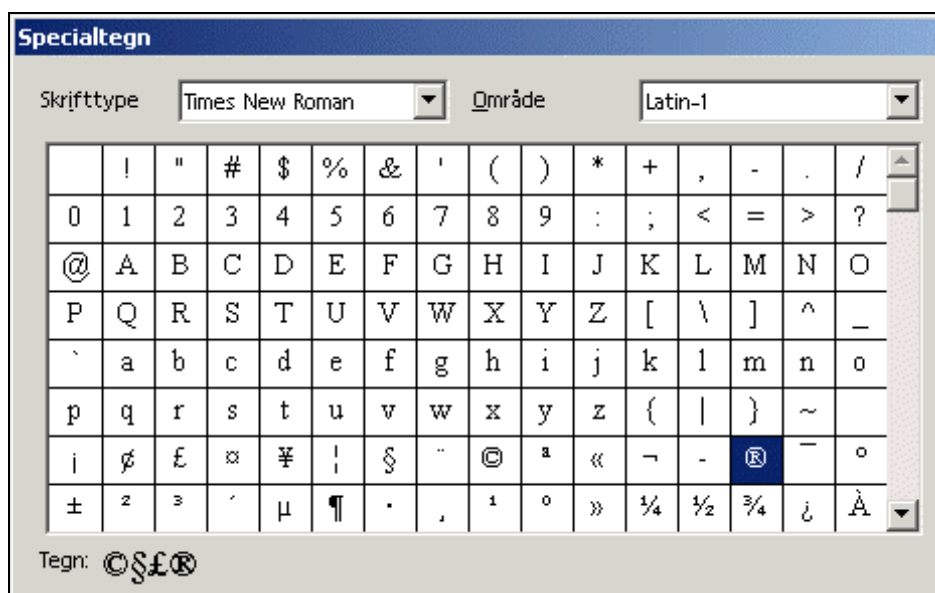 Specialtegn
Skrifttype Times New Roman Område Latin-1
! " # $ % & ' ( ) * + , - . /
0 1 2 3 4 5 6 7 8 9 : ; < = > ?
@ A B C D E F G H I J K L M N O
P Q R S T U V W X Y Z [ \ ] ^ _
` a b c d e f g h i j k l m n o
p q r s t u v w x y z { | } ~
¡ ¢ £ ¤ ¥ ¦ § ¨ © ª « ¬ - ® ¯ °
± ² ³ ´ µ ¶ · ¸ ¹ º » ¼ ½ ¾ ¿ À
Tegn: ©§£®